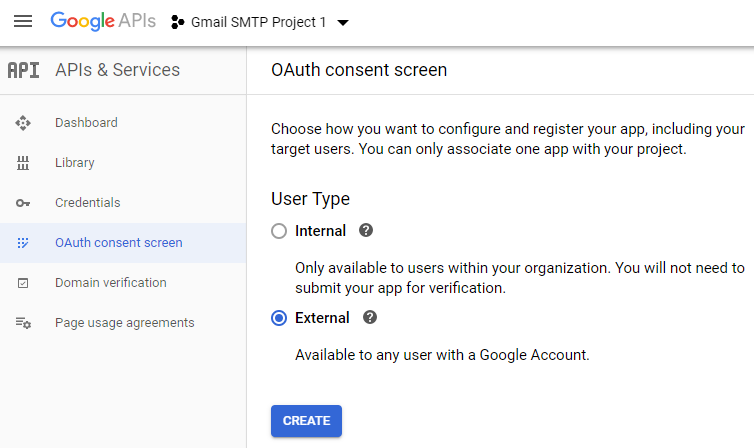 Google APIs
Gmail SMTP Project 1
API
APIs & Services
OAuth consent screen
Dashboard
Library
Credentials
OAuth consent screen
Domain verification
Page usage agreements
Choose how you want to configure and register your app, including your
target users. You can only associate one app with your project.
User Type
Internal ?
Only available to users within your organization. You will not need to
submit your app for verification.
External ?
Available to any user with a Google Account.
CREATE